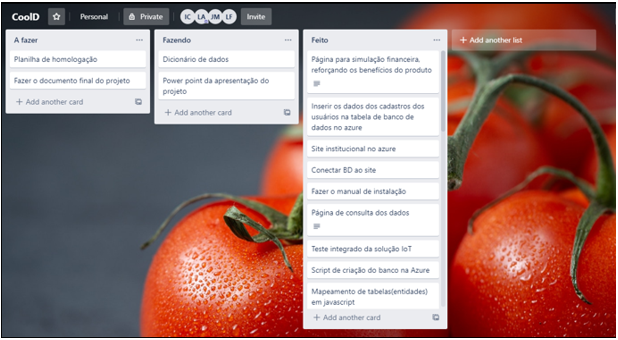 CoolD
Personal
Private
IC LA JM LF
Invite
A fazer
Planilha de homologação
Fazer o documento final do projeto
+ Add another card
Fazendo
Dicionário de dados
Power point da apresentação do
projeto
+ Add another card
Feito
Página para simulação financeira,
reforçando os benefícios do produto
Inserir os dados dos cadastros dos
usuários na tabela de banco de
dados no azure
Site institucional no azure
Conectar BD ao site
Fazer o manual de instalação
Página de consulta dos dados
Teste integrado da solução IoT
Script de criação do banco na Azure
Mapeamento de tabelas(entidades)
em javascript
+ Add another card
+ Add another list